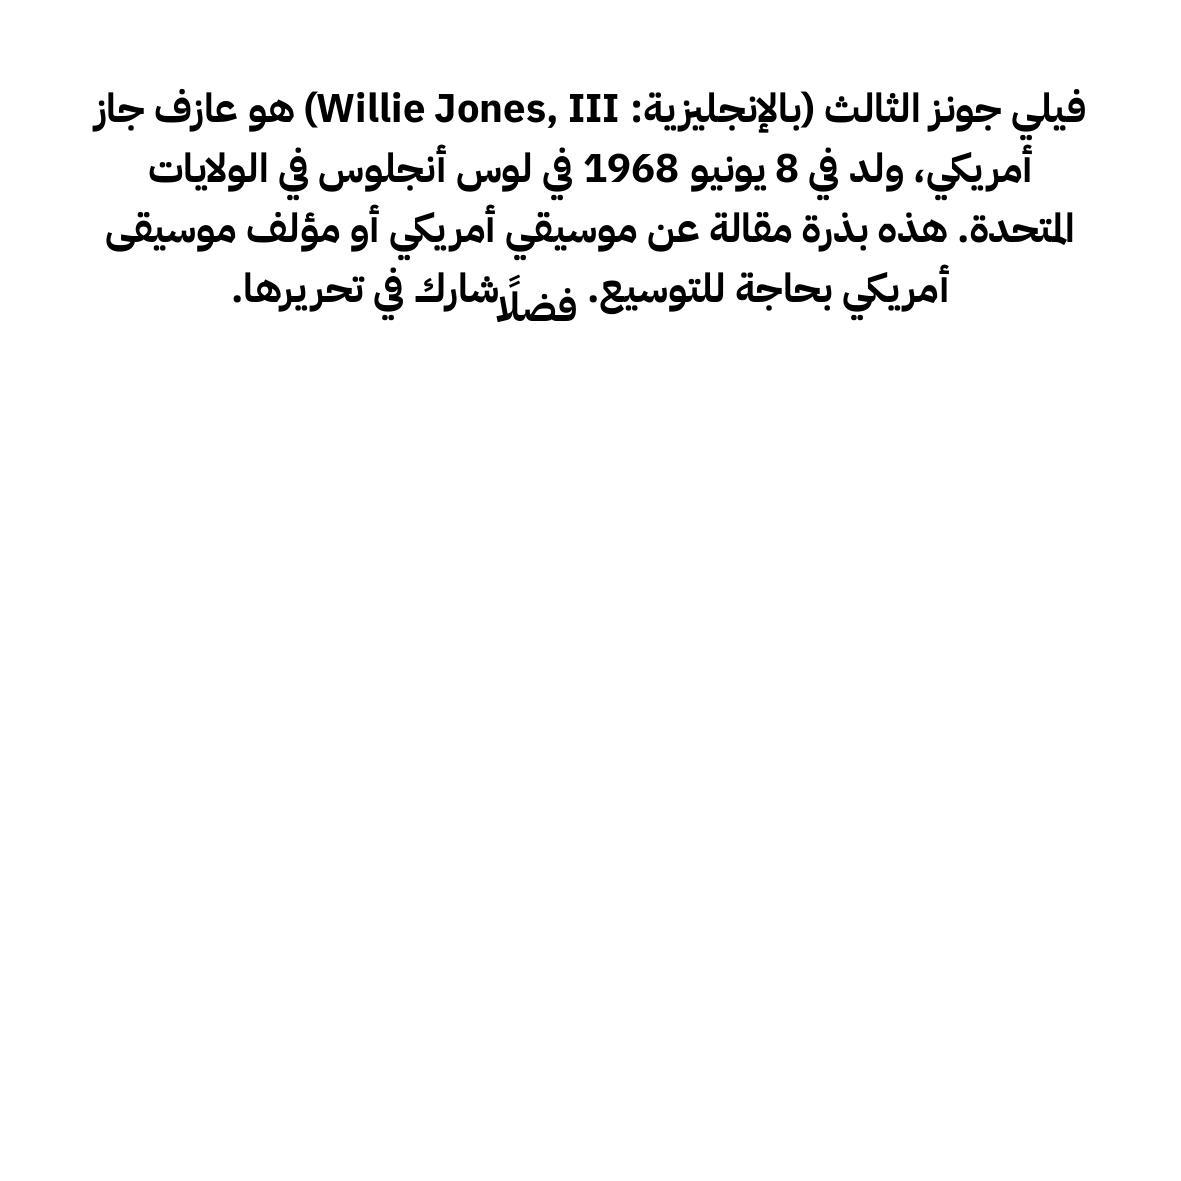 فيلي جونز الثالث (بالإنجليزية: Willie Jones, III) هو عازف جاز
أمريكي، ولد في 8 يونيو 1968 في لوس أنجلوس في الولايات
المتحدة. هذه بذرة مقالة عن موسيقي أمريكي أو مؤلف موسيقى
أمريكي بحاجة للتوسيع. فضلًا شارك في تحريرها.